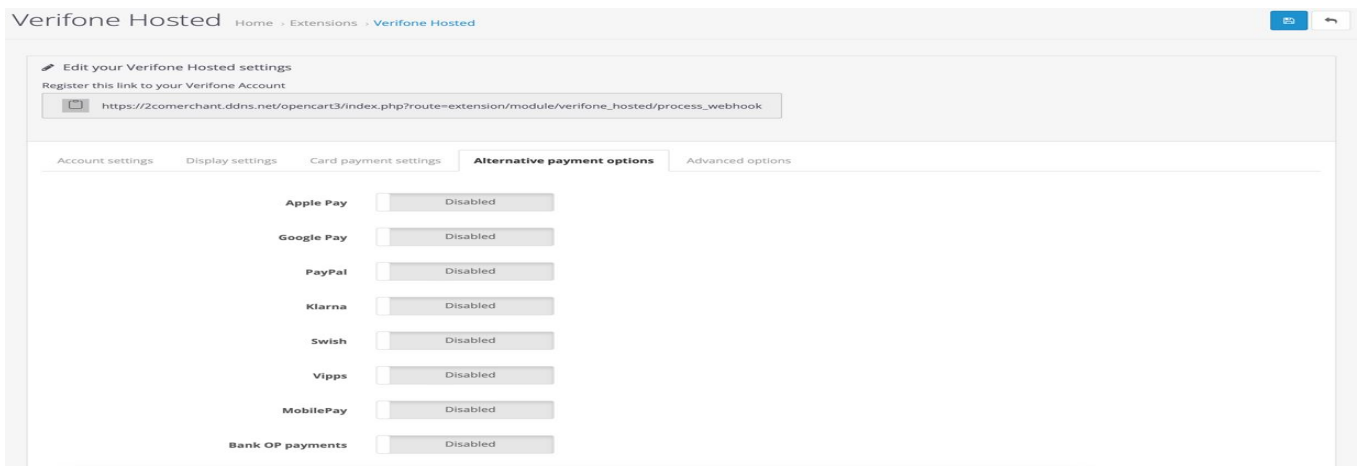 Verifone Hosted Home › Extensions › Verifone Hosted
Edit your Verifone Hosted settings
Register this link to your Verifone Account
https://2comerchant.ddns.net/opencart3/index.php?route=extension/module/verifone_hosted/process_webhook
Account settings Display settings Card payment settings Alternative payment options Advanced options
Apple Pay Disabled
Google Pay Disabled
PayPal Disabled
Klarna Disabled
Swish Disabled
Vipps Disabled
MobilePay Disabled
Bank OP payments Disabled